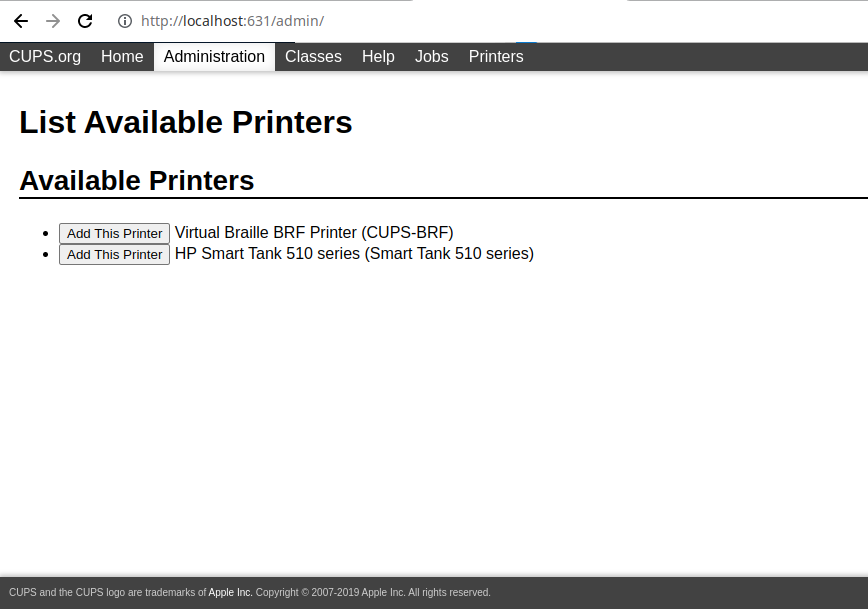 http://localhost:631/admin/
CUPS.org Home Administration Classes Help Jobs Printers
List Available Printers
Available Printers
Add This Printer Virtual Braille BRF Printer (CUPS-BRF)
Add This Printer HP Smart Tank 510 series (Smart Tank 510 series)
CUPS and the CUPS logo are trademarks of Apple Inc. Copyright © 2007-2019 Apple Inc. All rights reserved.